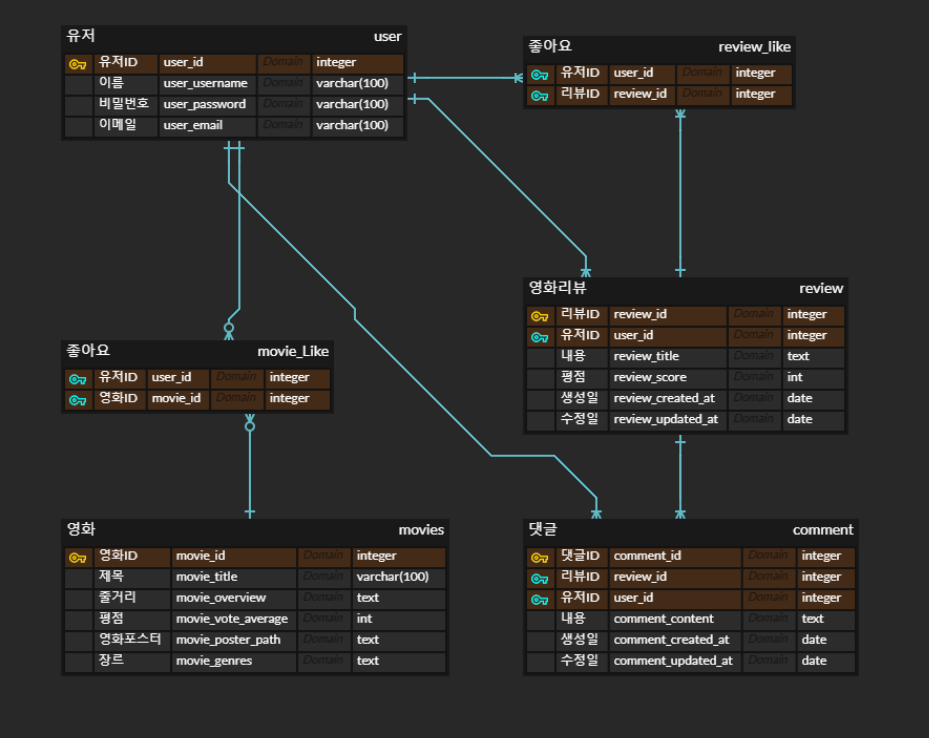 유저 user
유저ID user_id Domain integer
이름 user_username Domain varchar(100)
비밀번호 user_password Domain varchar(100)
이메일 user_email Domain varchar(100)
좋아요 review_like
유저ID user_id Domain integer
리뷰ID review_id Domain integer
영화리뷰 review
리뷰ID review_id Domain integer
유저ID user_id Domain integer
내용 review_title Domain text
평점 review_score Domain int
생성일 review_created_at Domain date
수정일 review_updated_at Domain date
좋아요 movie_Like
유저ID user_id Domain integer
영화ID movie_id Domain integer
영화 movies
영화ID movie_id Domain integer
제목 movie_title Domain varchar(100)
줄거리 movie_overview Domain text
평점 movie_vote_average Domain int
영화포스터 movie_poster_path Domain text
장르 movie_genres Domain text
댓글 comment
댓글ID comment_id Domain integer
리뷰ID review_id Domain integer
유저ID user_id Domain integer
내용 comment_content Domain text
생성일 comment_created_at Domain date
수정일 comment_updated_at Domain date